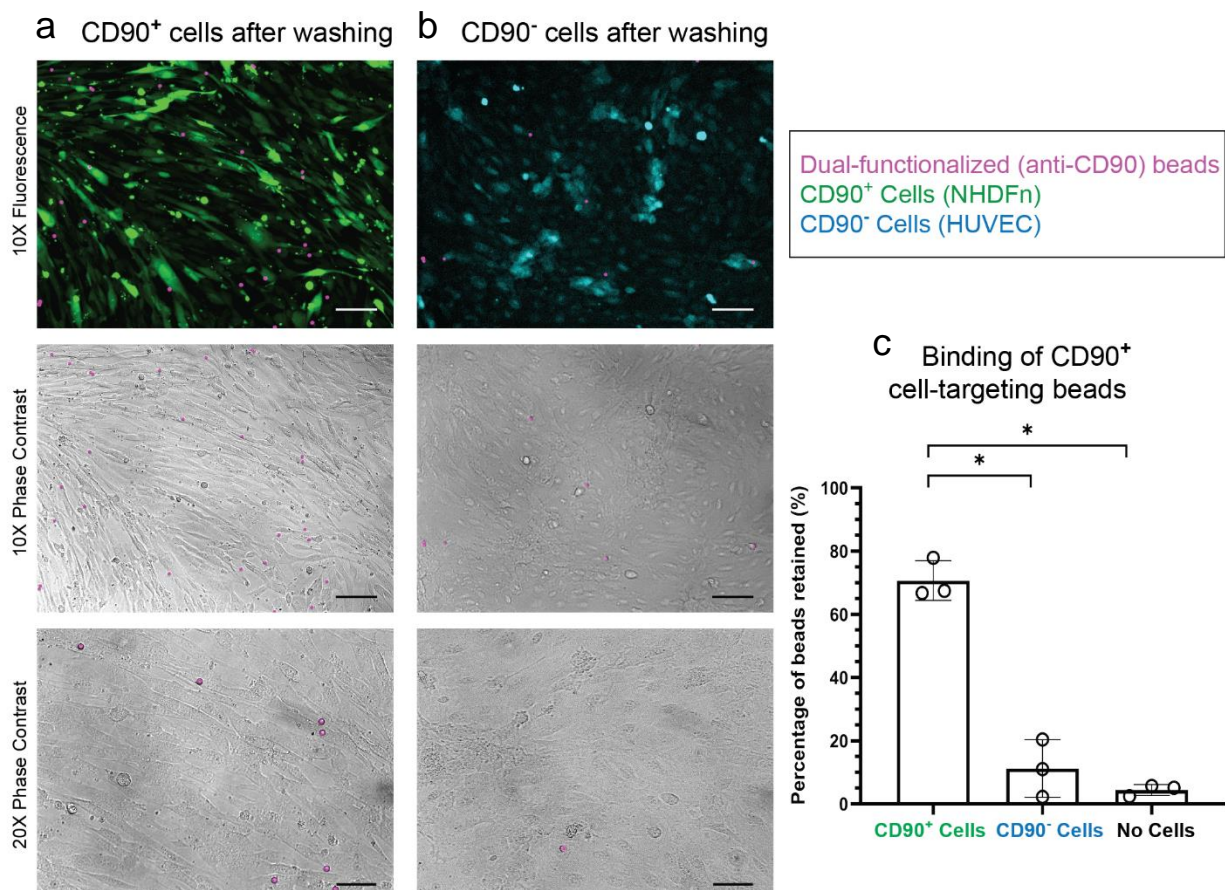 a CD90⁺ cells after washing
b CD90⁻ cells after washing
10X Fluorescence
10X Phase Contrast
20X Phase Contrast
Dual-functionalized (anti-CD90) beads
CD90⁺ Cells (NHDFn)
CD90⁻ Cells (HUVEC)
c Binding of CD90⁺
cell-targeting beads
*
*
Percentage of beads retained (%)
100
80
60
40
20
0
CD90⁺ Cells CD90⁻ Cells No Cells